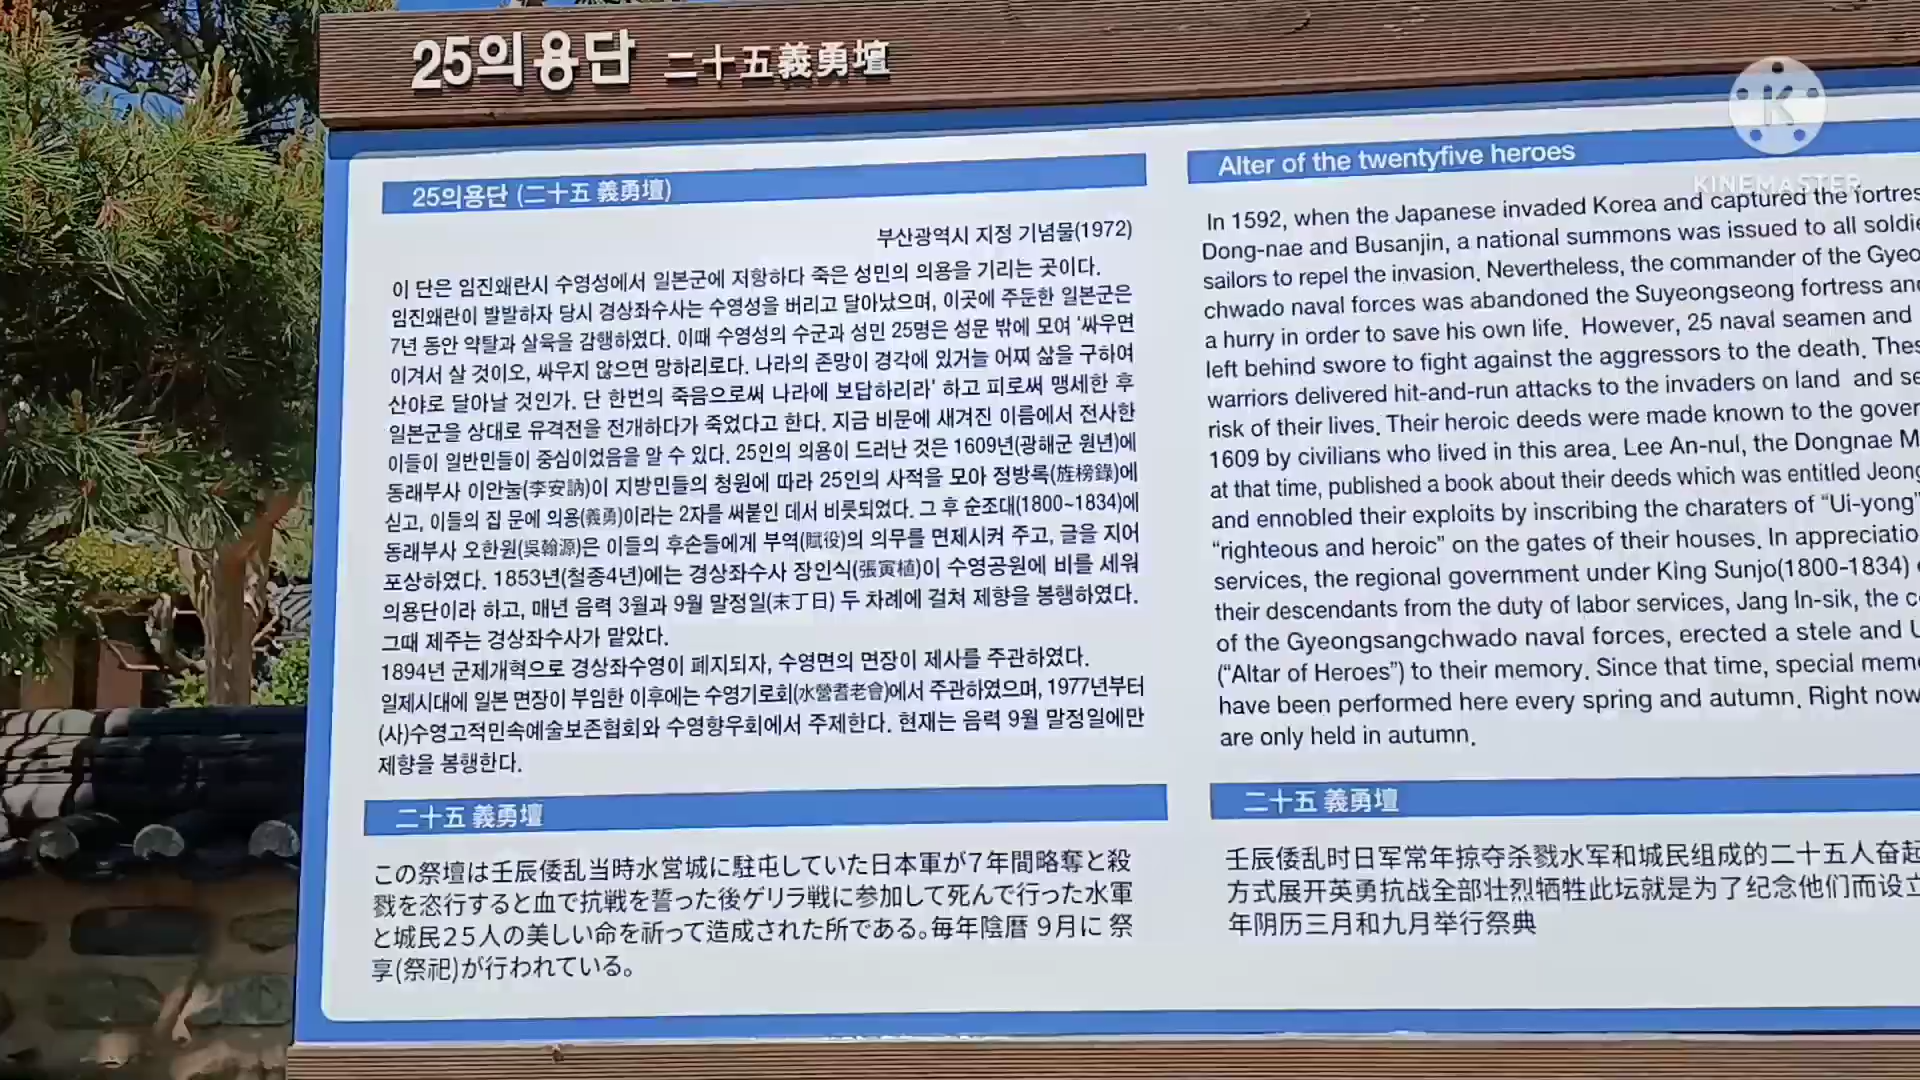 25의용단 二十五義勇壇
25의용단 (二十五 義勇壇)
부산광역시 지정 기념물(1972)
이 단은 임진왜란시 수영성에서 일본군에 저항하다 죽은 성민의 의용을 기리는 곳이다.
임진왜란이 발발하자 당시 경상좌수사는 수영성을 버리고 달아났으며, 이곳에 주둔한 일본군은
7년 동안 약탈과 살육을 감행하였다. 이때 수영성의 수군과 성민 25명은 성문 밖에 모여 '싸우면
이겨서 살 것이오, 싸우지 않으면 망하리로다. 나라의 존망이 경각에 있거늘 어찌 삶을 구하여
산야로 달아날 것인가. 단 한번의 죽음으로써 나라에 보답하리라' 하고 피로써 맹세한 후
일본군을 상대로 유격전을 전개하다가 죽었다고 한다. 지금 비문에 새겨진 이름에서 전사한
이들이 일반민들이 중심이었음을 알 수 있다. 25인의 의용이 드러난 것은 1609년(광해군 원년)에
동래부사 이안눌(李安訥)이 지방민들의 청원에 따라 25인의 사적을 모아 정방록(旌榜錄)에
싣고, 이들의 집 문에 의용(義勇)이라는 2자를 써붙인 데서 비롯되었다. 그 후 순조대(1800~1834)에
동래부사 오한원(吳翰源)은 이들의 후손들에게 부역(賦役)의 의무를 면제시켜 주고, 글을 지어
포상하였다. 1853년(철종4년)에는 경상좌수사 장인식(張寅植)이 수영공원에 비를 세워
의용단이라 하고, 매년 음력 3월과 9월 말정일(末丁日) 두 차례에 걸쳐 제향을 봉행하였다.
그때 제주는 경상좌수사가 맡았다.
1894년 군제개혁으로 경상좌수영이 폐지되자, 수영면의 면장이 제사를 주관하였다.
일제시대에 일본 면장이 부임한 이후에는 수영기로회(水營耆老會)에서 주관하였으며, 1977년부터
(사)수영고적민속예술보존협회와 수영향우회에서 주제한다. 현재는 음력 9월 말정일에만
제향을 봉행한다.
Alter of the twentyfive heroes
In 1592, when the Japanese invaded Korea and captured the
Dong-nae and Busanjin, a national summons was issued to all
sailors to repel the invasion. Nevertheless, the commander of the
chwado naval forces was abandoned the Suyeongseong fortress
a hurry in order to save his own life. However, 25 naval seamen and
left behind swore to fight against the aggressors to the death.
warriors delivered hit-and-run attacks to the invaders on land and
risk of their lives. Their heroic deeds were made known to the
1609 by civilians who lived in this area. Lee An-nul, the Dongnae
at that time, published a book about their deeds which was entitled
and ennobled their exploits by inscribing the charaters of “Ui-yong”
“righteous and heroic” on the gates of their houses. In
services, the regional government under King Sunjo(1800-1834)
their descendants from the duty of labor services, Jang In-sik, the
of the Gyeongsangchwado naval forces, erected a stele and
(“Altar of Heroes”) to their memory. Since that time, special
have been performed here every spring and autumn. Right now
are only held in autumn.
二十五 義勇壇
この祭壇は壬辰倭乱当時水営城に駐屯していた日本軍が7年間略奪と殺
戮を恣行すると血で抗戦を誓った後ゲリラ戦に参加して死んで行った水軍
と城民25人の美しい命を祈って造成された所である。毎年陰暦 9月に 祭
享(祭祀)が行われている。
二十五 義勇壇
壬辰倭乱时日军常年掠夺杀戮水军和城民组成的二十五人奋起
方式展开英勇抗战全部壮烈牺牲此坛就是为了纪念他们而设立
年阴历三月和九月举行祭典
K
KINEMASTER